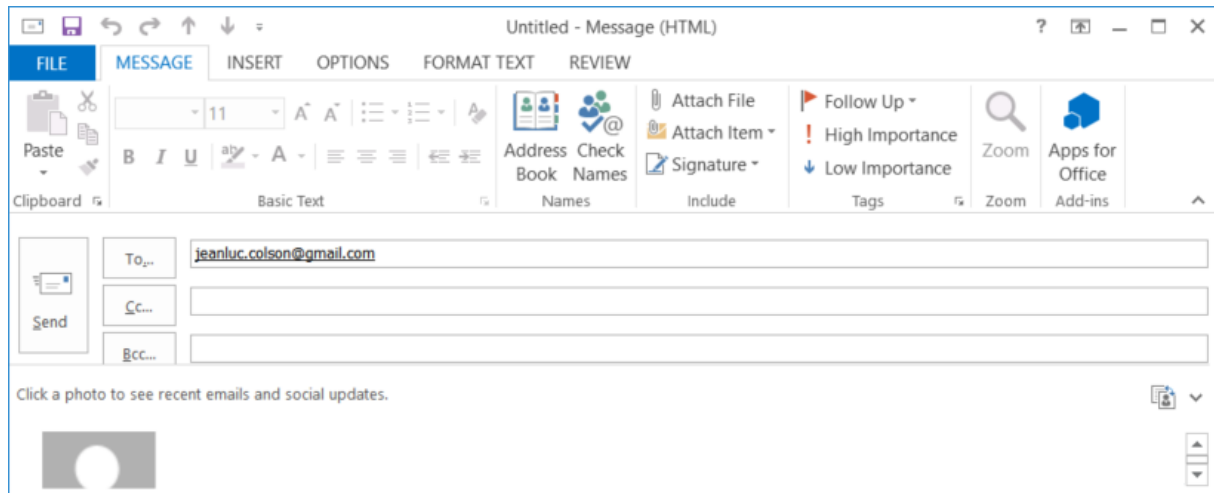 Untitled - Message (HTML) ?
FILE MESSAGE INSERT OPTIONS FORMAT TEXT REVIEW
Paste
Clipboard
11
B I U A
Basic Text
Address Book
Check Names
Names
Attach File
Attach Item
Signature
Include
Follow Up
High Importance
Low Importance
Tags
Zoom
Zoom
Apps for Office
Add-ins
Send
To...
jeanluc.colson@gmail.com
Cc...
Bcc...
Click a photo to see recent emails and social updates.